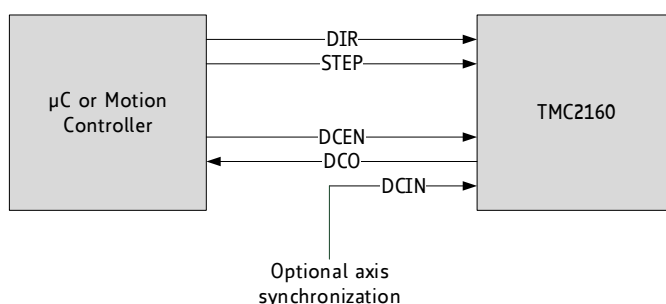 DIR
STEP
µC or Motion
Controller
TMC2160
DCEN
DCO
DCIN
Optional axis
synchronization